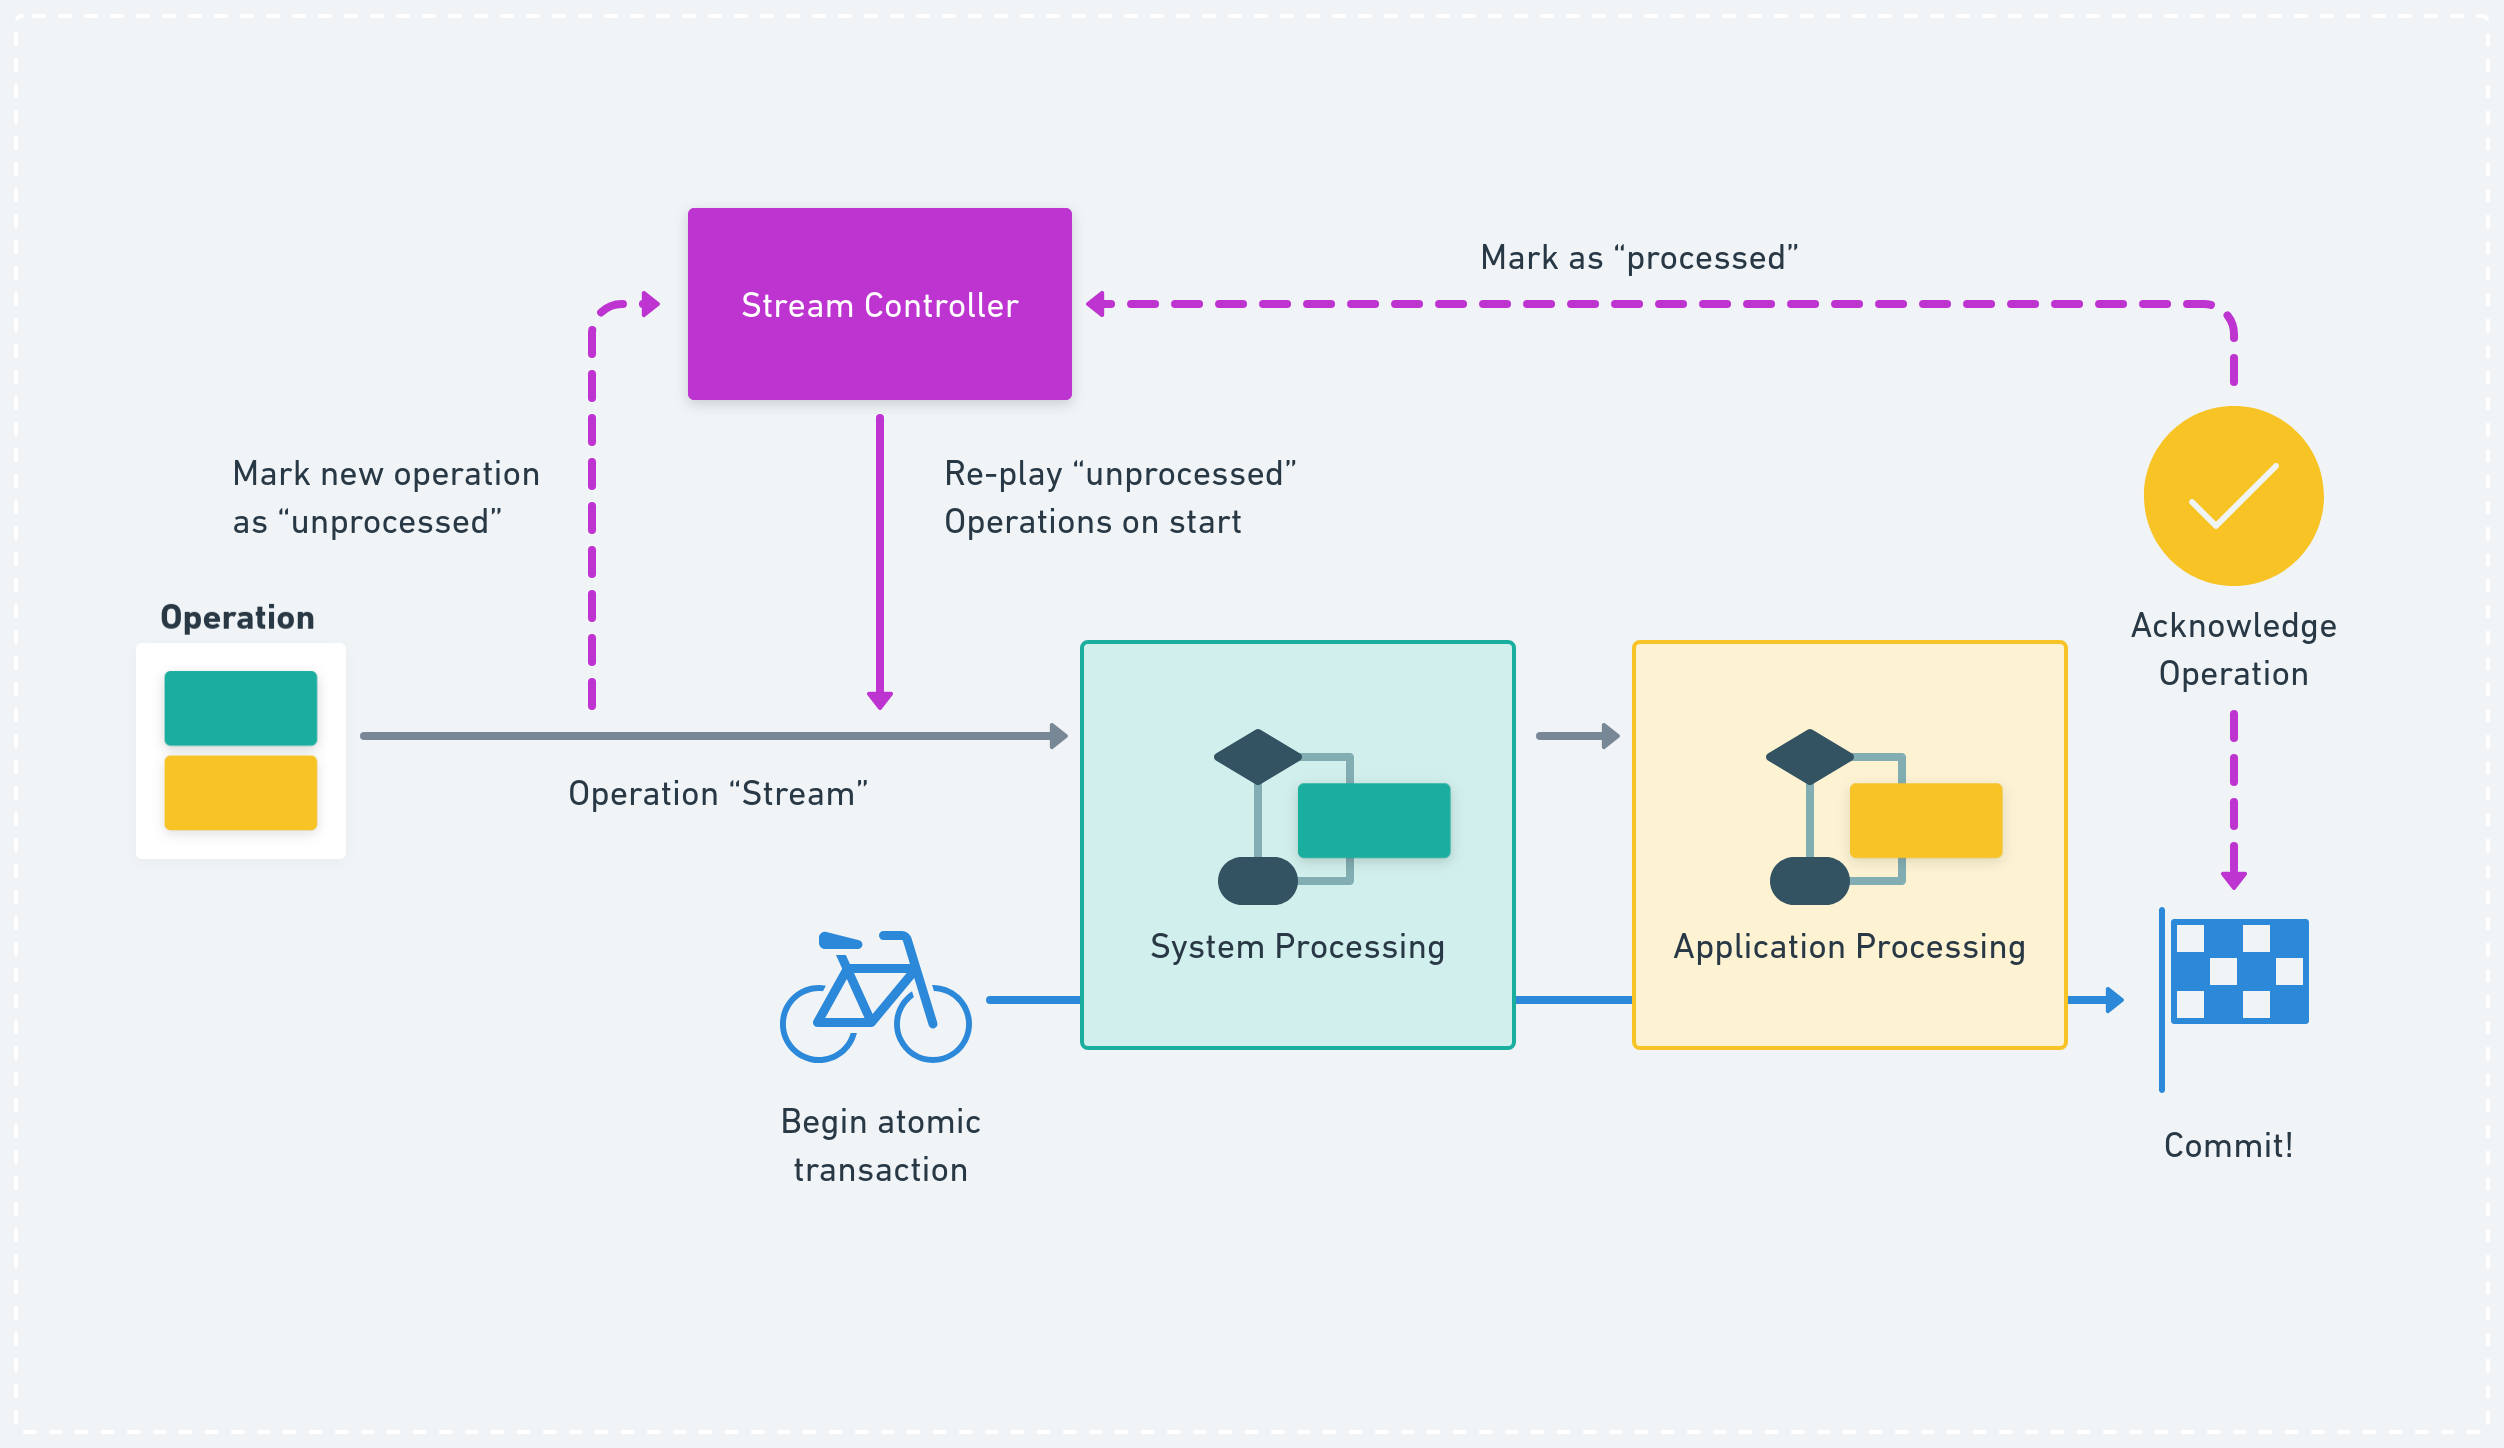 Stream Controller
Mark as “processed”
Mark new operation
as “unprocessed”
Re-play “unprocessed”
Operations on start
Operation
Acknowledge
Operation
Operation “Stream”
System Processing
Application Processing
Begin atomic
transaction
Commit!